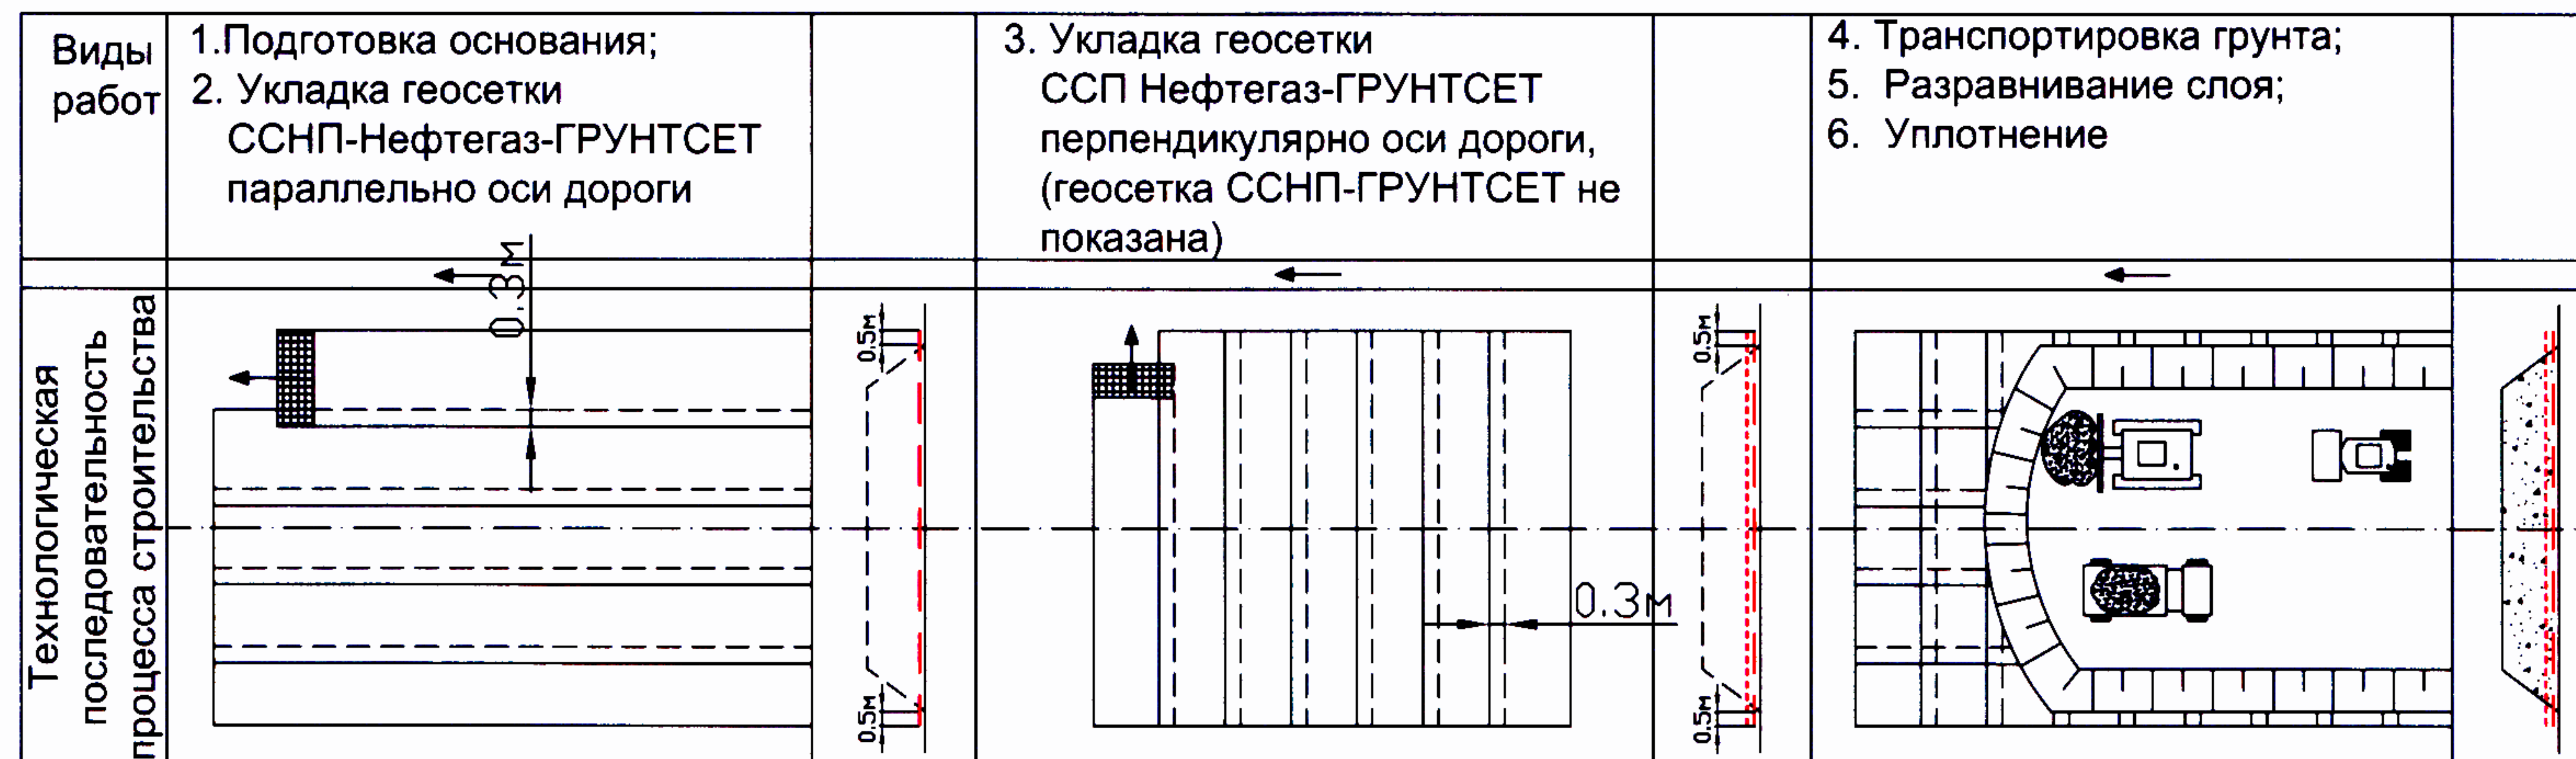 Виды
работ
1.Подготовка основания;
2. Укладка геосетки
ССНП-Нефтегаз-ГРУНТСЕТ
параллельно оси дороги
3. Укладка геосетки
ССП Нефтегаз-ГРУНТСЕТ
перпендикулярно оси дороги,
(геосетка ССНП-ГРУНТСЕТ не
показана)
4. Транспортировка грунта;
5. Разравнивание слоя;
6. Уплотнение
Технологическая
последовательность
процесса строительства
0.3м
0.5м
0.5м
0.3м
0.5м
0.5м